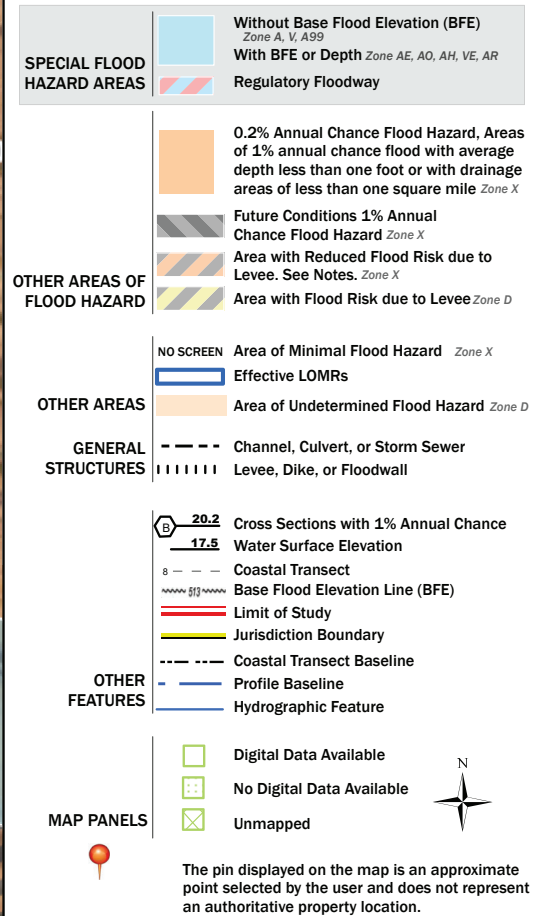 SPECIAL FLOOD
HAZARD AREAS
Without Base Flood Elevation (BFE)
Zone A, V, A99
With BFE or Depth Zone AE, AO, AH, VE, AR
Regulatory Floodway
OTHER AREAS OF
FLOOD HAZARD
0.2% Annual Chance Flood Hazard, Areas
of 1% annual chance flood with average
depth less than one foot or with drainage
areas of less than one square mile Zone X
Future Conditions 1% Annual
Chance Flood Hazard Zone X
Area with Reduced Flood Risk due to
Levee. See Notes. Zone X
Area with Flood Risk due to Levee Zone D
OTHER AREAS
NO SCREEN Area of Minimal Flood Hazard Zone X
Effective LOMRs
Area of Undetermined Flood Hazard Zone D
GENERAL
STRUCTURES
Channel, Culvert, or Storm Sewer
Levee, Dike, or Floodwall
OTHER
FEATURES
B 20.2 Cross Sections with 1% Annual Chance
17.5 Water Surface Elevation
8 Coastal Transect
513 Base Flood Elevation Line (BFE)
Limit of Study
Jurisdiction Boundary
Coastal Transect Baseline
Profile Baseline
Hydrographic Feature
MAP PANELS
Digital Data Available
No Digital Data Available
Unmapped
N
The pin displayed on the map is an approximate
point selected by the user and does not represent
an authoritative property location.